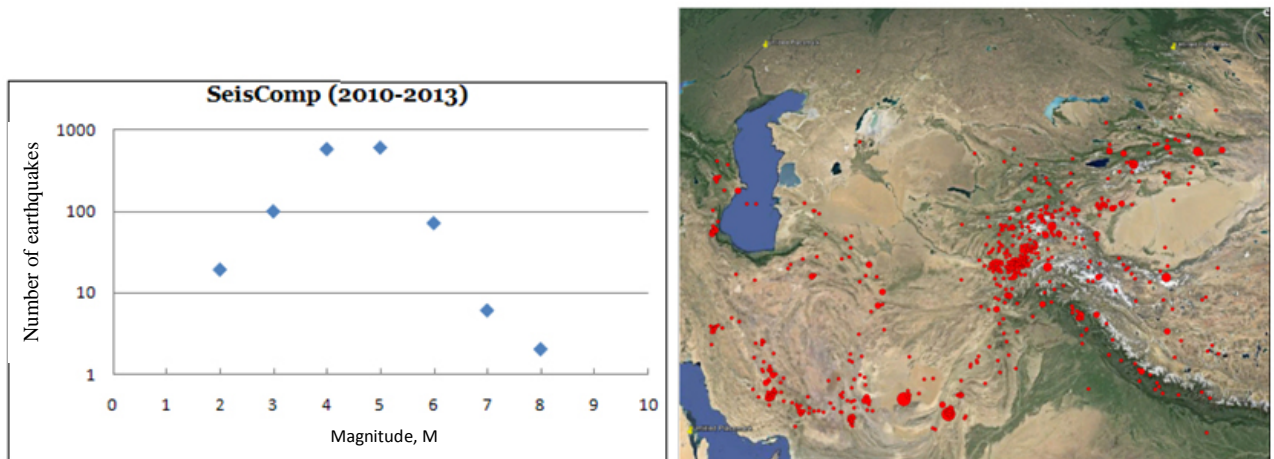 SeisComp (2010-2013)
Number of earthquakes
1000
100
10
1
0 1 2 3 4 5 6 7 8 9 10
Magnitude, M